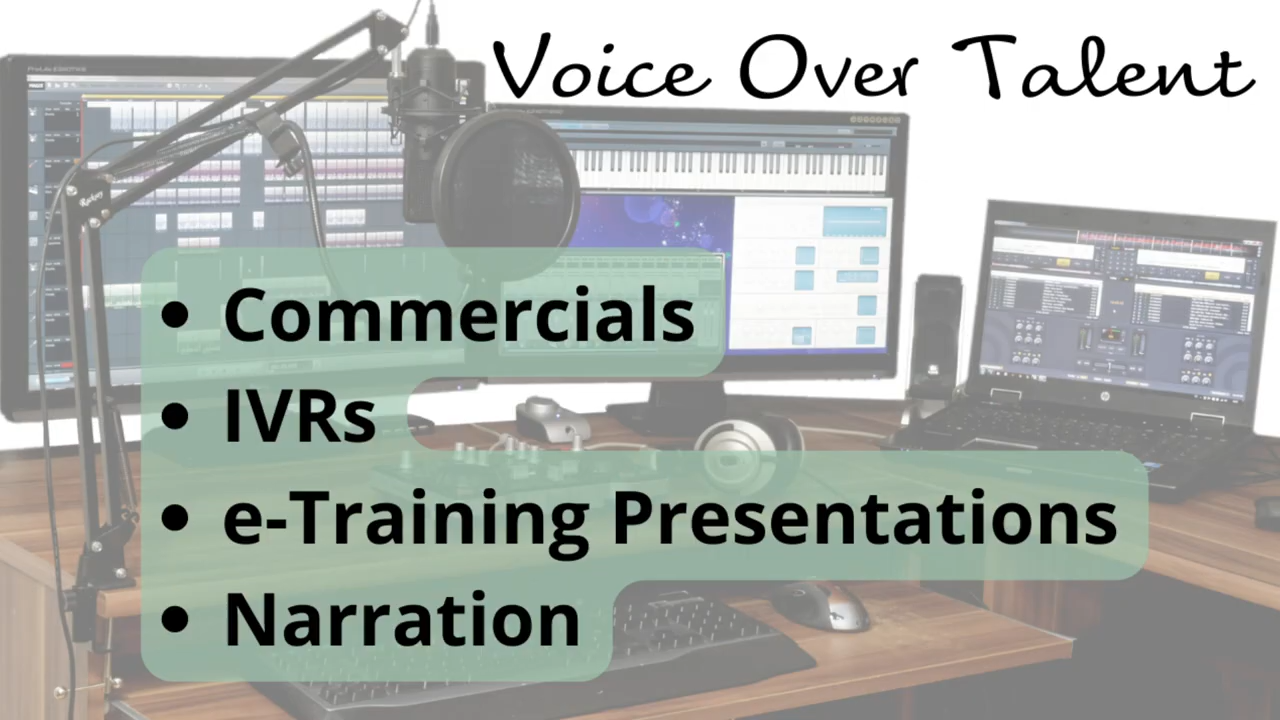 Voice Over Talent
• Commercials
• IVRs
• e-Training Presentations
• Narration